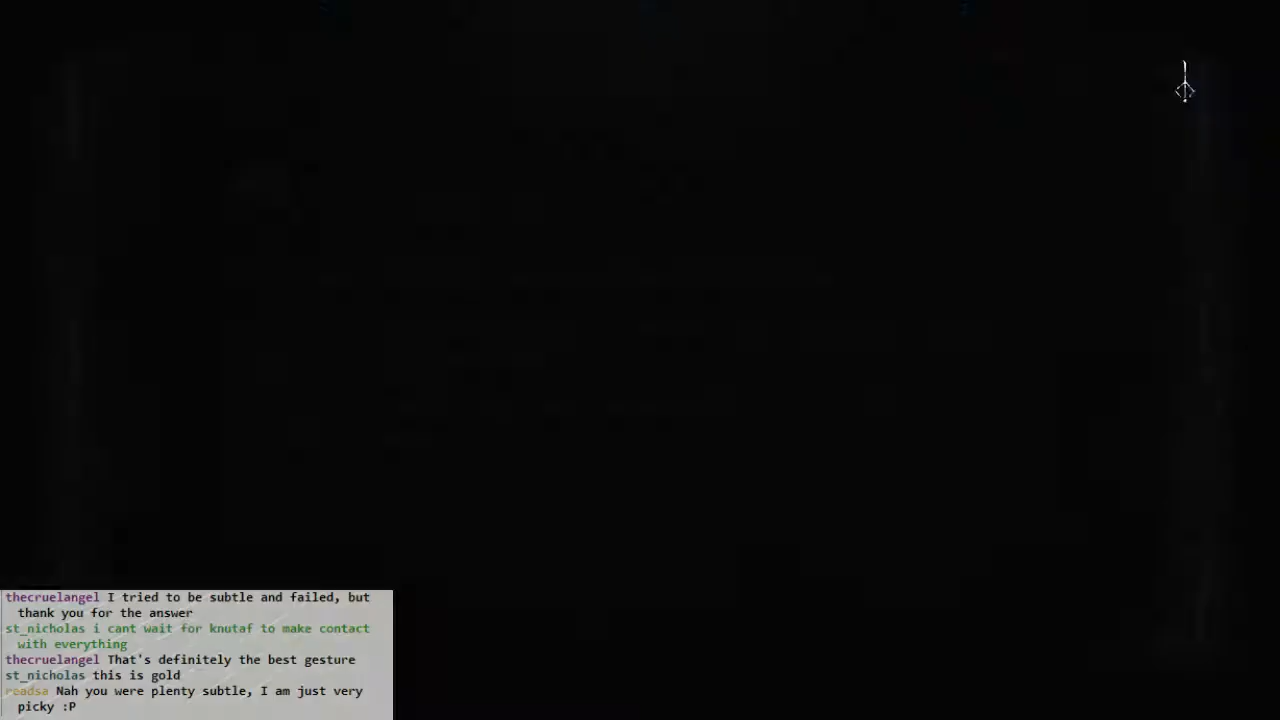 thecruelangel I tried to be subtle and failed, but
thank you for the answer
st_nicholas i cant wait for knutaf to make contact
with everything
thecruelangel That's definitely the best gesture
st_nicholas this is gold
readsa Nah you were plenty subtle, I am just very
picky :P